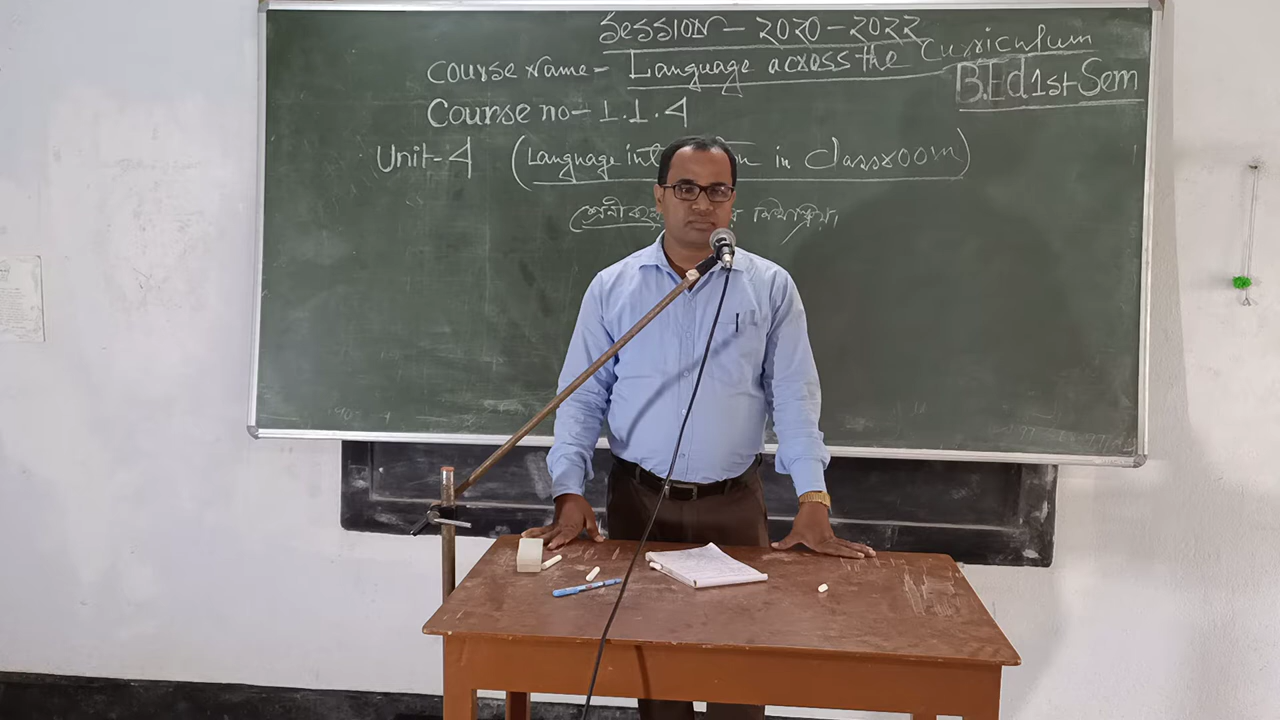 SESSION - 2020-2022
Course Name - Language across the Curriculum
B.Ed 1st Sem
Course no - 1.1.4
Unit - 4 (Language in classroom)